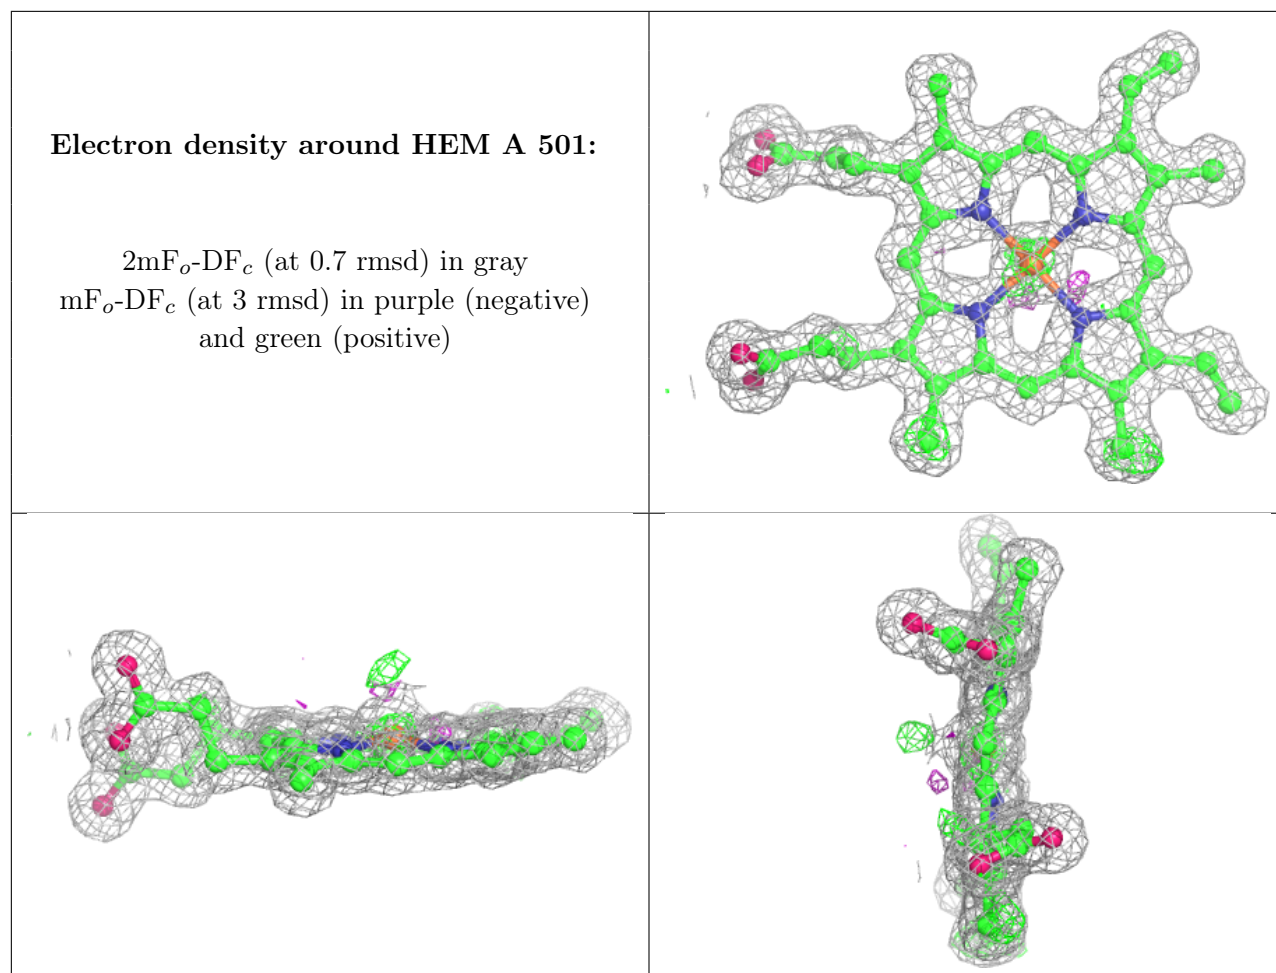 Electron density around HEM A 501:
2mFo-DFc (at 0.7 rmsd) in gray
mFo-DFc (at 3 rmsd) in purple (negative)
and green (positive)